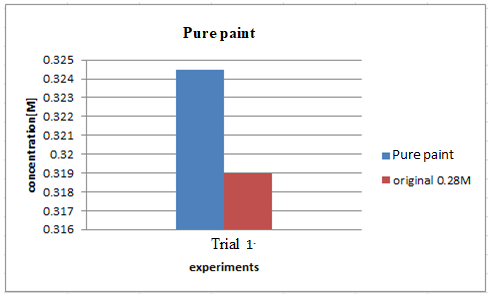 Pure paint
0.325
0.324
0.323
0.322
0.321
0.32
0.319
0.318
0.317
0.316
concentration[M]
Trial 1
experiments
Pure paint
original 0.28M